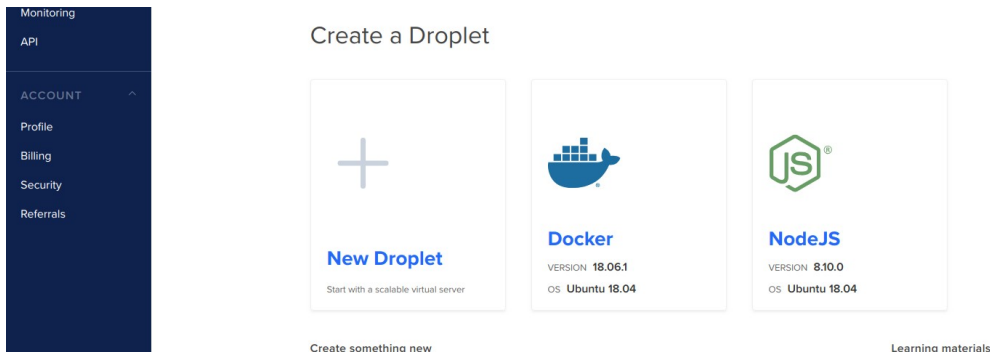 Monitoring
API
ACCOUNT
Profile
Billing
Security
Referrals
Create a Droplet
New Droplet
Start with a scalable virtual server
Docker
VERSION 18.06.1
OS Ubuntu 18.04
JS®
NodeJS
VERSION 8.10.0
OS Ubuntu 18.04
Create something new
Learning materials